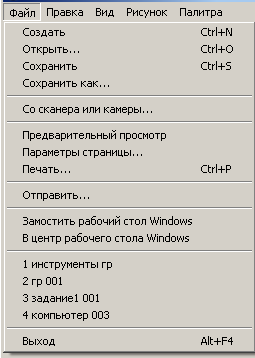 Файл Правка Вид Рисунок Палитра
Создать Ctrl+N
Открыть... Ctrl+O
Сохранить Ctrl+S
Сохранить как...
Со сканера или камеры...
Предварительный просмотр
Параметры страницы...
Печать... Ctrl+P
Отправить...
Замостить рабочий стол Windows
В центр рабочего стола Windows
1 инструменты гр
2 гр 001
3 задание1 001
4 компьютер 003
Выход Alt+F4